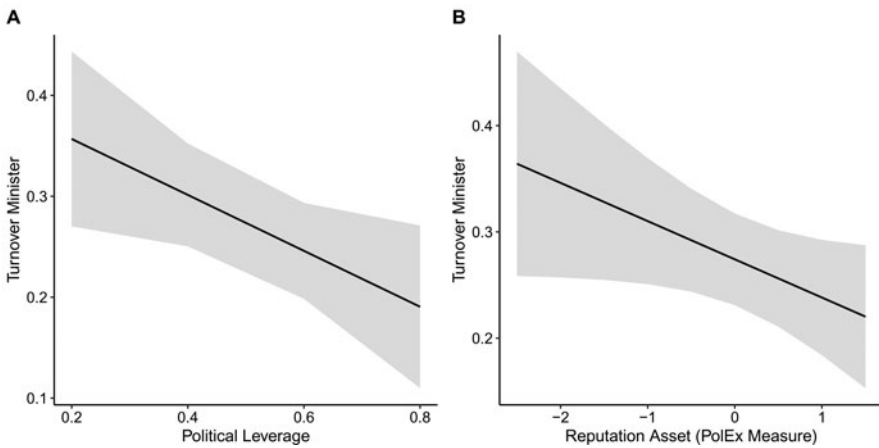 A
Turnover Minister
0.4
0.3
0.2
0.1
0.2 0.4 0.6 0.8
Political Leverage
B
Turnover Minister
0.4
0.3
0.2
−2 −1 0 1
Reputation Asset (PolEx Measure)